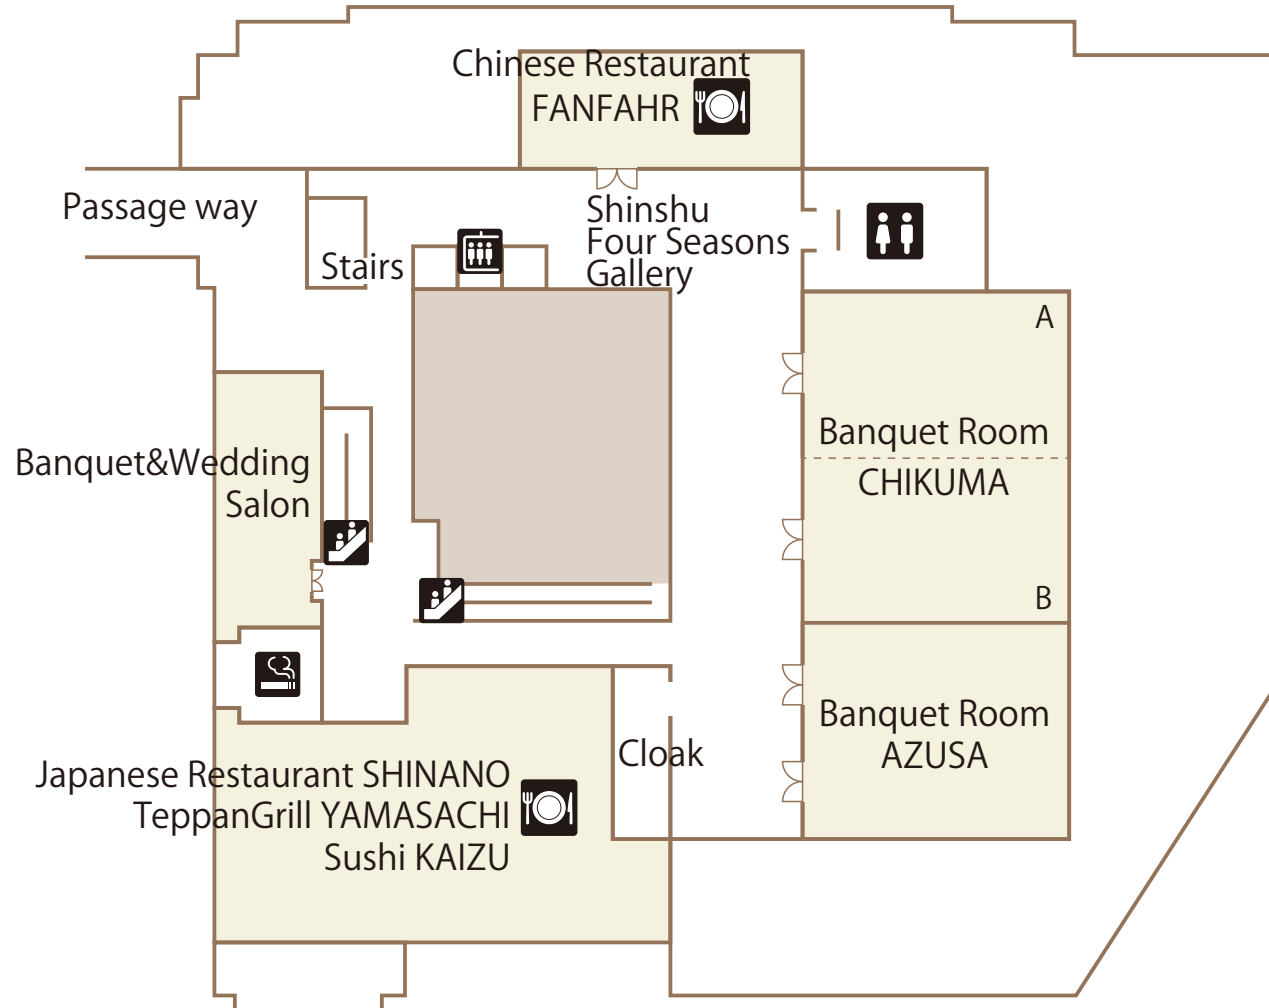 Chinese Restaurant
FANFAHR
Passage way
Shinshu
Four Seasons
Gallery
Stairs
A
Banquet Room
CHIKUMA
Banquet&Wedding
Salon
B
Banquet Room
AZUSA
Cloak
Japanese Restaurant SHINANO
TeppanGrill YAMASACHI
Sushi KAIZU